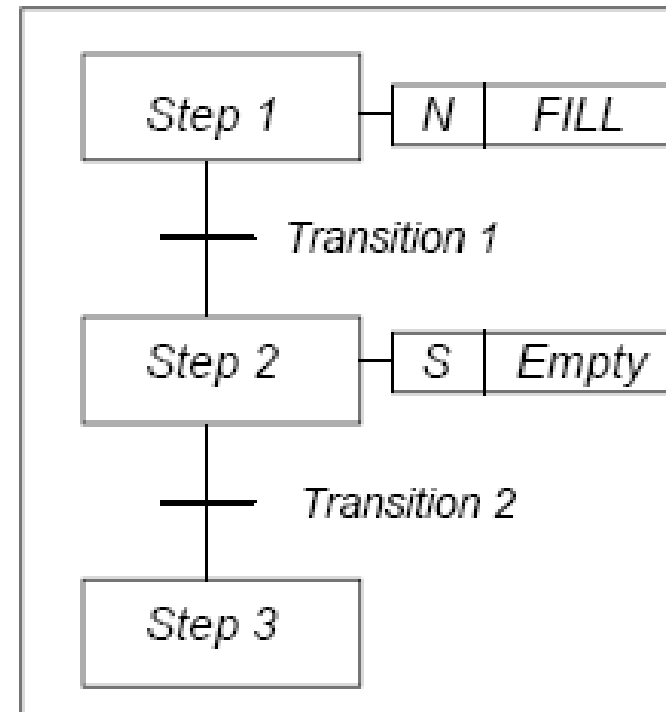 Step 1 N FILL
Transition 1
Step 2 S Empty
Transition 2
Step 3